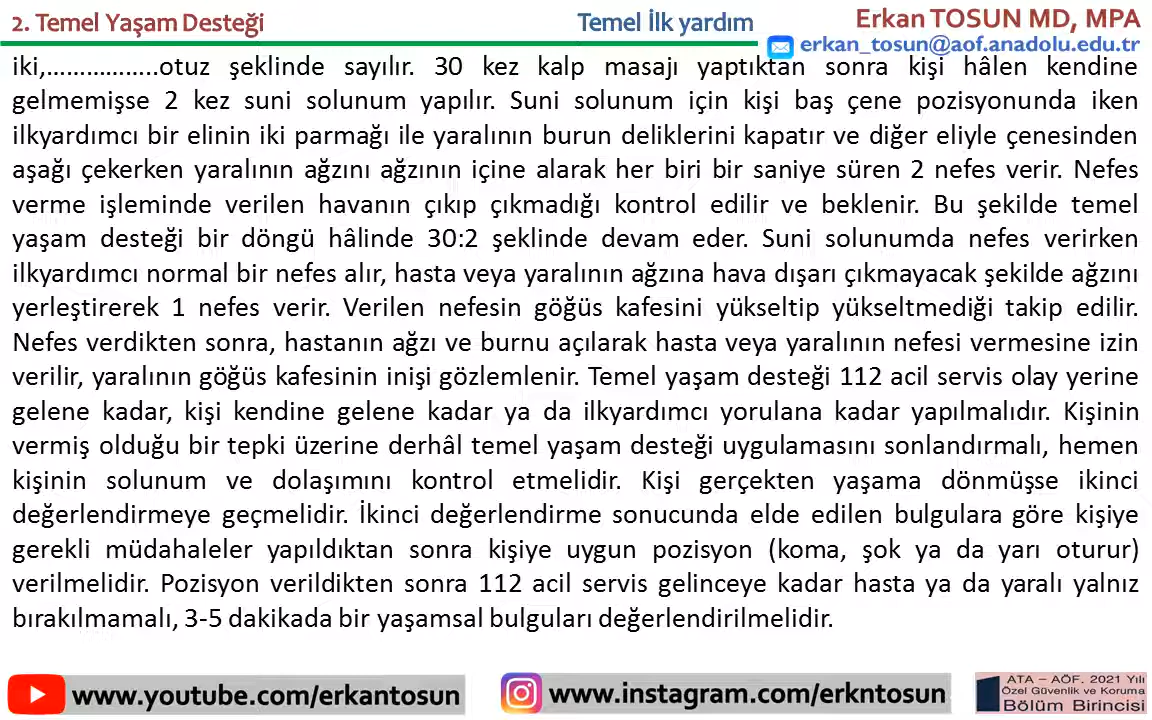 2. Temel Yaşam Desteği
Temel İlk yardım
Erkan TOSUN MD, MPA
erkan_tosun@aof.anadolu.edu.tr
iki,……………..otuz şeklinde sayılır. 30 kez kalp masajı yaptıktan sonra kişi hâlen kendine
gelmemişse 2 kez suni solunum yapılır. Suni solunum için kişi baş çene pozisyonunda iken
ilkyardımcı bir elinin iki parmağı ile yaralının burun deliklerini kapatır ve diğer eliyle çenesinden
aşağı çekerken yaralının ağzını ağzının içine alarak her biri bir saniye süren 2 nefes verir. Nefes
verme işleminde verilen havanın çıkıp çıkmadığı kontrol edilir ve beklenir. Bu şekilde temel
yaşam desteği bir döngü hâlinde 30:2 şeklinde devam eder. Suni solunumda nefes verirken
ilkyardımcı normal bir nefes alır, hasta veya yaralının ağzına hava dışarı çıkmayacak şekilde ağzını
yerleştirerek 1 nefes verir. Verilen nefesin göğüs kafesini yükseltip yükseltmediği takip edilir.
Nefes verdikten sonra, hastanın ağzı ve burnu açılarak hasta veya yaralının nefesi vermesine izin
verilir, yaralının göğüs kafesinin inişi gözlemlenir. Temel yaşam desteği 112 acil servis olay yerine
gelene kadar, kişi kendine gelene kadar ya da ilkyardımcı yorulana kadar yapılmalıdır. Kişinin
vermiş olduğu bir tepki üzerine derhâl temel yaşam desteği uygulamasını sonlandırmalı, hemen
kişinin solunum ve dolaşımını kontrol etmelidir. Kişi gerçekten yaşama dönmüşse ikinci
değerlendirmeye geçmelidir. İkinci değerlendirme sonucunda elde edilen bulgulara göre kişiye
gerekli müdahaleler yapıldıktan sonra kişiye uygun pozisyon (koma, şok ya da yarı oturur)
verilmelidir. Pozisyon verildikten sonra 112 acil servis gelinceye kadar hasta ya da yaralı yalnız
bırakılmamalı, 3-5 dakikada bir yaşamsal bulguları değerlendirilmelidir.
www.youtube.com/erkantosun
www.instagram.com/erkntosun
ATA – AÖF. 2021 Yılı
Özel Güvenlik ve Koruma
Bölüm Birincisi